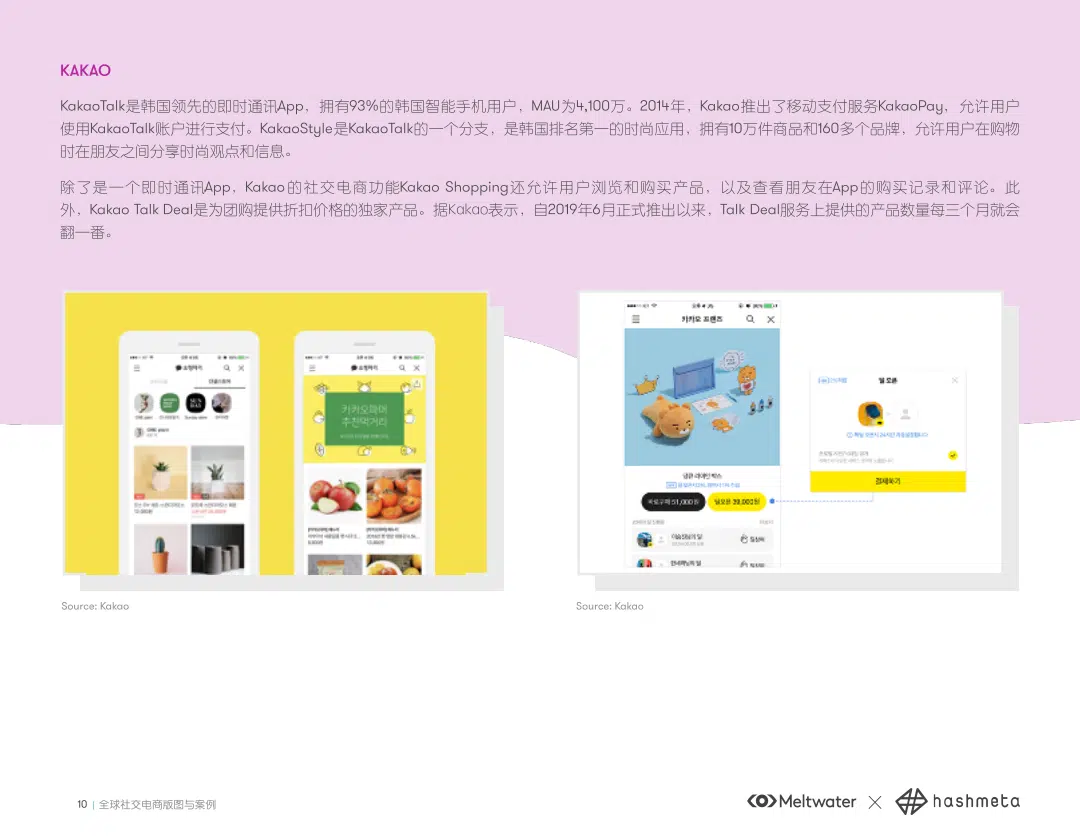 KAKAO
KakaoTalk是韩国领先的即时通讯App，拥有93%的韩国智能手机用户，MAU为4,100万。2014年，Kakao推出了移动支付服务KakaoPay，允许用户
使用KakaoTalk账户进行支付。KakaoStyle是KakaoTalk的一个分支，是韩国排名第一的时尚应用，拥有10万件商品和160多个品牌，允许用户在购物
时在朋友之间分享时尚观点和信息。
除了是一个即时通讯App，Kakao的社交电商功能Kakao Shopping还允许用户浏览和购买产品，以及查看朋友在App的购买记录和评论。此
外，Kakao Talk Deal是为团购提供折扣价格的独家产品。据Kakao表示，自2019年6月正式推出以来，Talk Deal服务上提供的产品数量每三个月就会
翻一番。
카카오파머
추천먹거리
카카오 프렌즈
바로구매 51,000원
톡딜
딜 오픈
결제하기
Source: Kakao
Source: Kakao
10 | 全球社交电商版图与案例
Meltwater
hashmeta